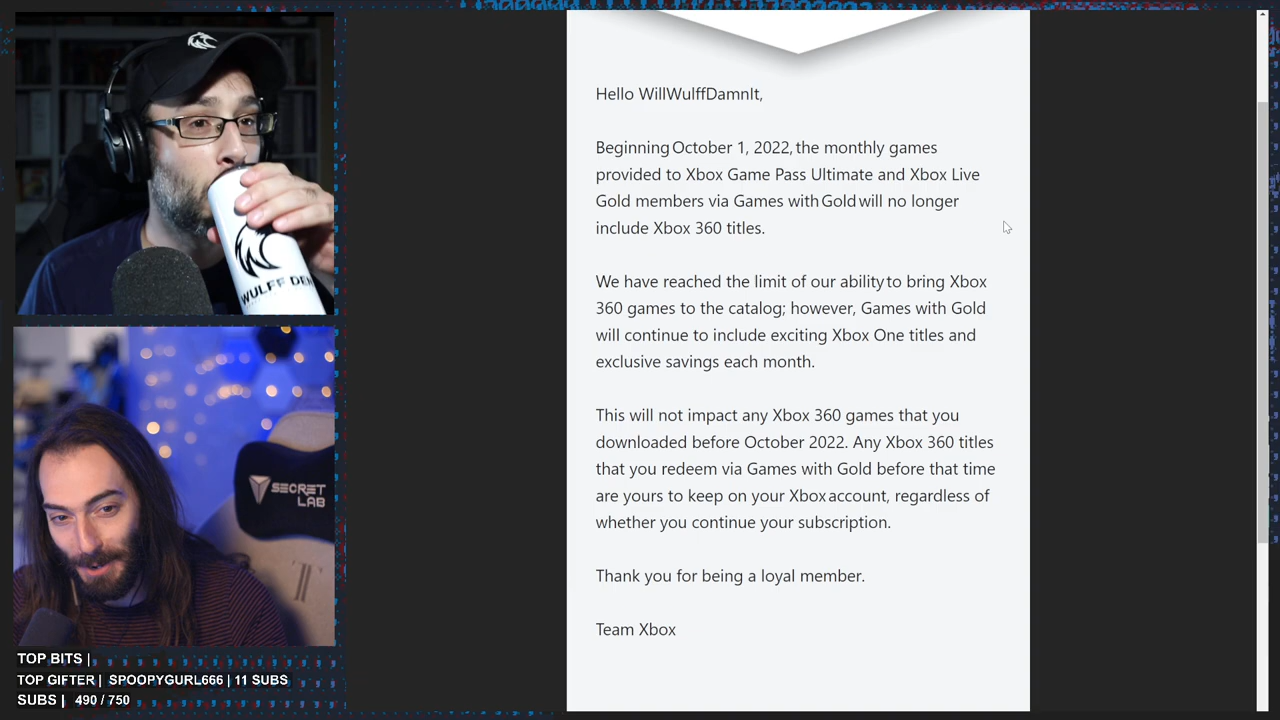 Hello WillWulffDamnIt,
Beginning October 1, 2022, the monthly games
provided to Xbox Game Pass Ultimate and Xbox Live
Gold members via Games with Gold will no longer
include Xbox 360 titles.
We have reached the limit of our ability to bring Xbox
360 games to the catalog; however, Games with Gold
will continue to include exciting Xbox One titles and
exclusive savings each month.
This will not impact any Xbox 360 games that you
downloaded before October 2022. Any Xbox 360 titles
that you redeem via Games with Gold before that time
are yours to keep on your Xbox account, regardless of
whether you continue your subscription.
Thank you for being a loyal member.
Team Xbox
WULFF DEN
SECRET
LAB
TOP BITS |
TOP GIFTER | SPOOPYGURL666 | 11 SUBS
SUBS | 490 / 750